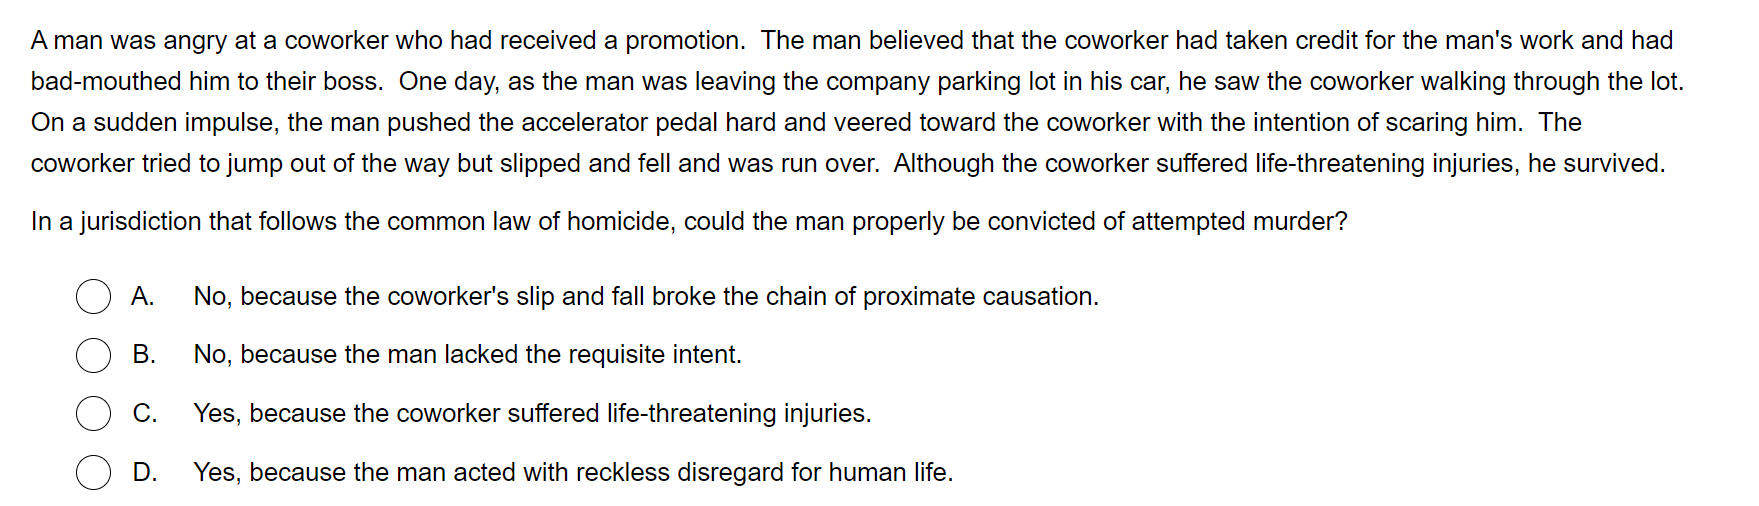 A man was angry at a coworker who had received a promotion.  The man believed that the coworker had taken credit for the man's work and had
bad-mouthed him to their boss.  One day, as the man was leaving the company parking lot in his car, he saw the coworker walking through the lot.
On a sudden impulse, the man pushed the accelerator pedal hard and veered toward the coworker with the intention of scaring him.  The
coworker tried to jump out of the way but slipped and fell and was run over.  Although the coworker suffered life-threatening injuries, he survived.
In a jurisdiction that follows the common law of homicide, could the man properly be convicted of attempted murder?
A. No, because the coworker's slip and fall broke the chain of proximate causation.
B. No, because the man lacked the requisite intent.
C. Yes, because the coworker suffered life-threatening injuries.
D. Yes, because the man acted with reckless disregard for human life.